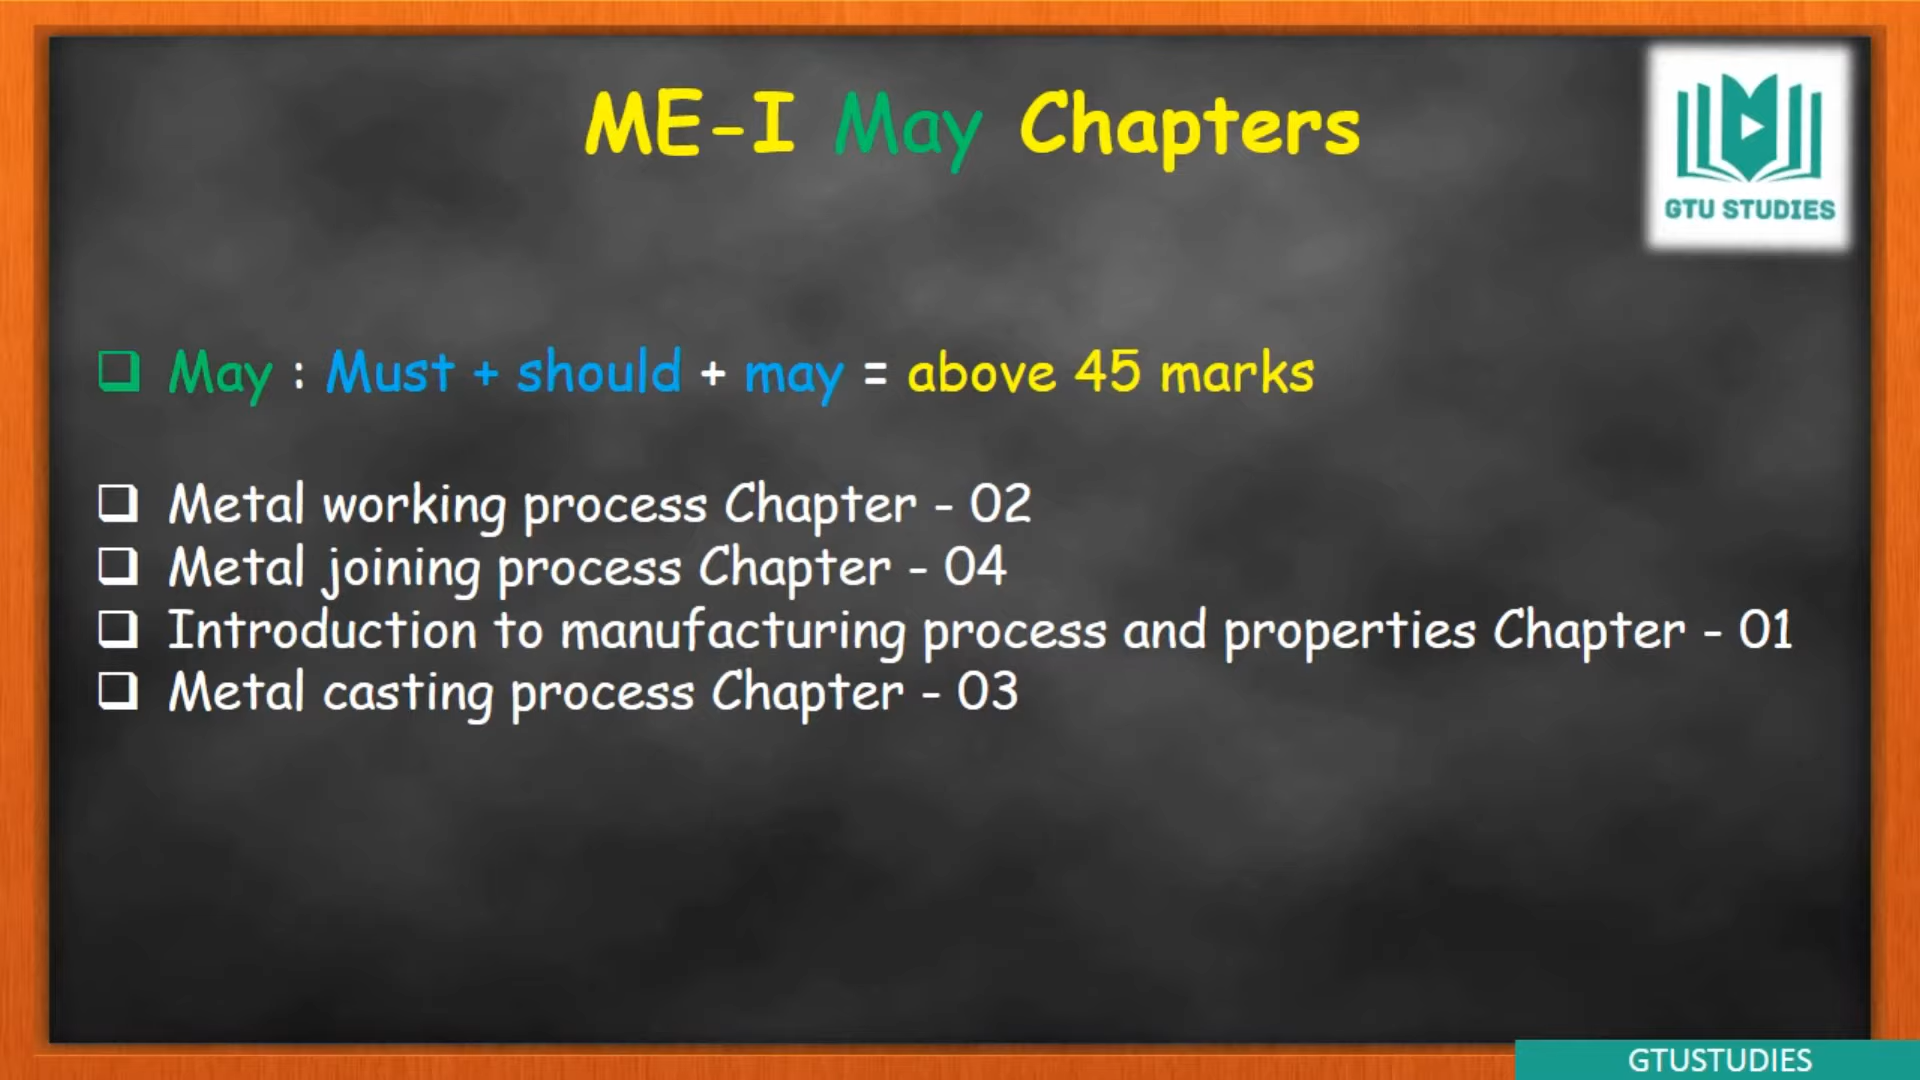 ME-I May Chapters
GTU STUDIES
May : Must + should + may = above 45 marks
Metal working process Chapter - 02
Metal joining process Chapter - 04
Introduction to manufacturing process and properties Chapter - 01
Metal casting process Chapter - 03
GTUSTUDIES